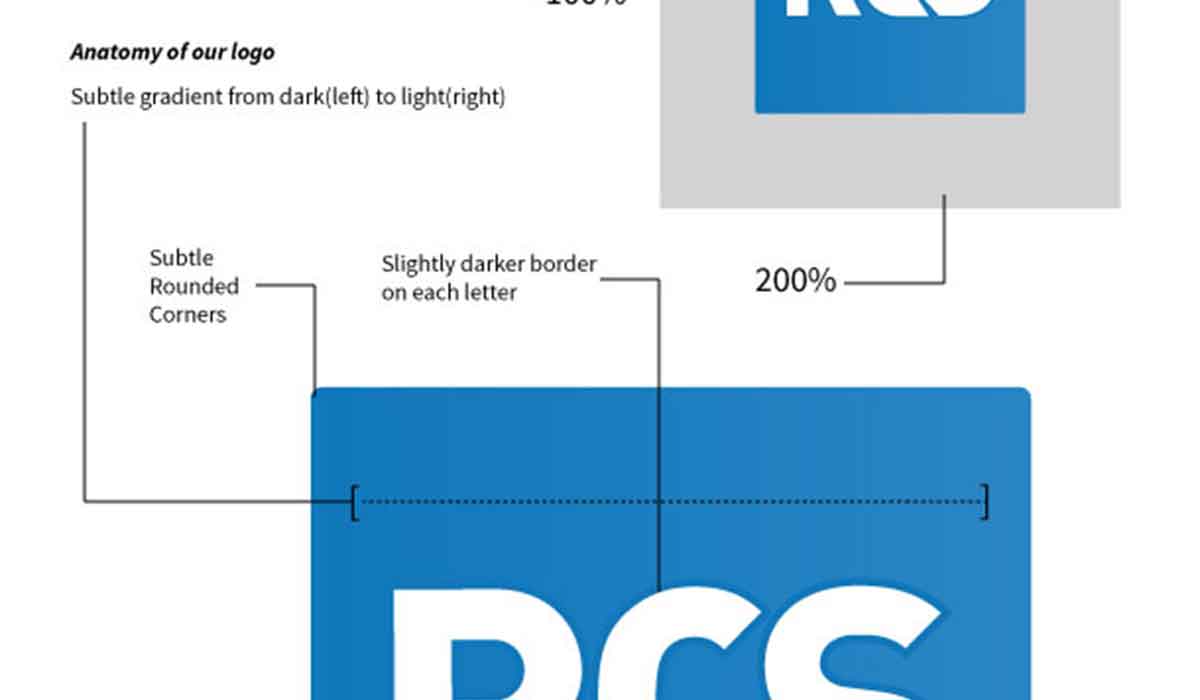 100%
RCS
Anatomy of our logo
Subtle gradient from dark(left) to light(right)
Subtle
Rounded
Corners
Slightly darker border
on each letter
200%
RCS